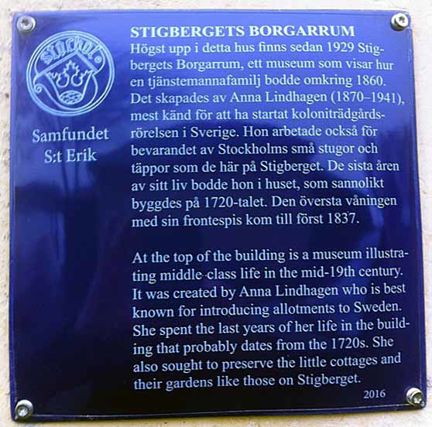 STIGBERGETS BORGARRUM
Högst upp i detta hus finns sedan 1929 Stig-
bergets Borgarrum, ett museum som visar hur
en tjänstemannafamilj bodde omkring 1860.
Det skapades av Anna Lindhagen (1870–1941),
mest känd för att ha startat koloniträdgårds-
rörelsen i Sverige. Hon arbetade också för
bevarandet av Stockholms små stugor och
täppor som de här på Stigberget. De sista åren
av sitt liv bodde hon i huset, som sannolikt
byggdes på 1720-talet. Den översta våningen
med sin frontespis kom till först 1837.
At the top of the building is a museum illustra-
ting middle class life in the mid-19th century.
It was created by Anna Lindhagen who is best
known for introducing allotments to Sweden.
She spent the last years of her life in the build-
ing that probably dates from the 1720s. She
also sought to preserve the little cottages and
their gardens like those on Stigberget.
2016
Samfundet
S:t Erik